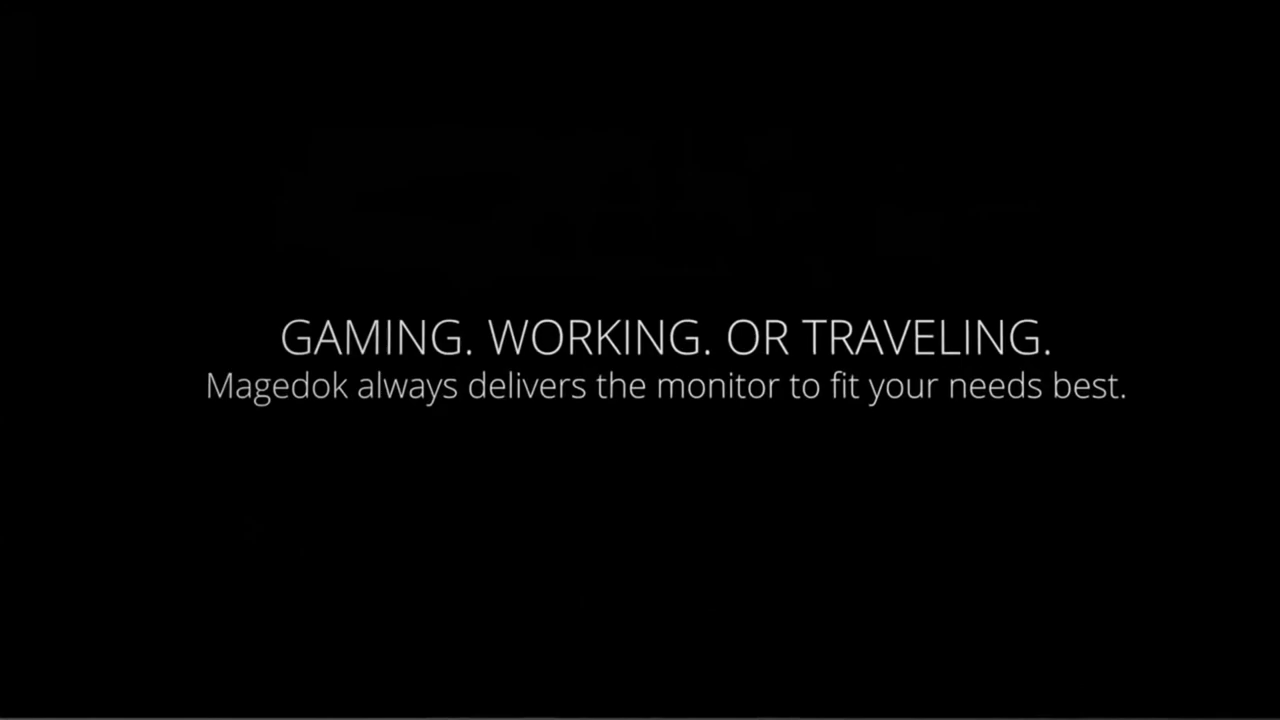 GAMING. WORKING. OR TRAVELING.
Magedok always delivers the monitor to fit your needs best.